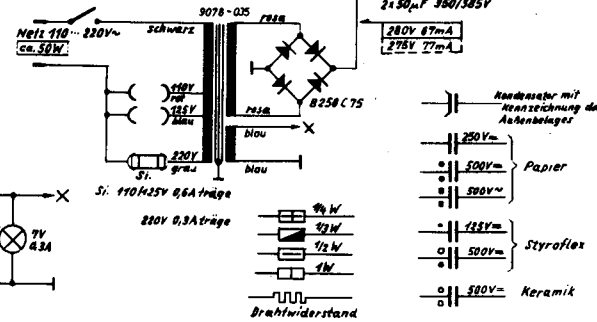 9078-035
2x50µF 350/385V
rosa
Netz 110 ... 220V~
schwarz
280V 67mA
ca. 50W
275V 77mA
110V
rot
125V
blau
B250C75
rosa
Kondensator mit
Kennzeichnung de
Außenbelages
blau
X
220V
grau
blau
Si.
Si. 110/125V 0,6A träge
220V 0,3A träge
X
7V
0,3A
1/4 W
1/3 W
1/2 W
1 W
Drahtwiderstand
250V=
500V=
500V~
Papier
125V=
500V=
Styroflex
500V=
Keramik